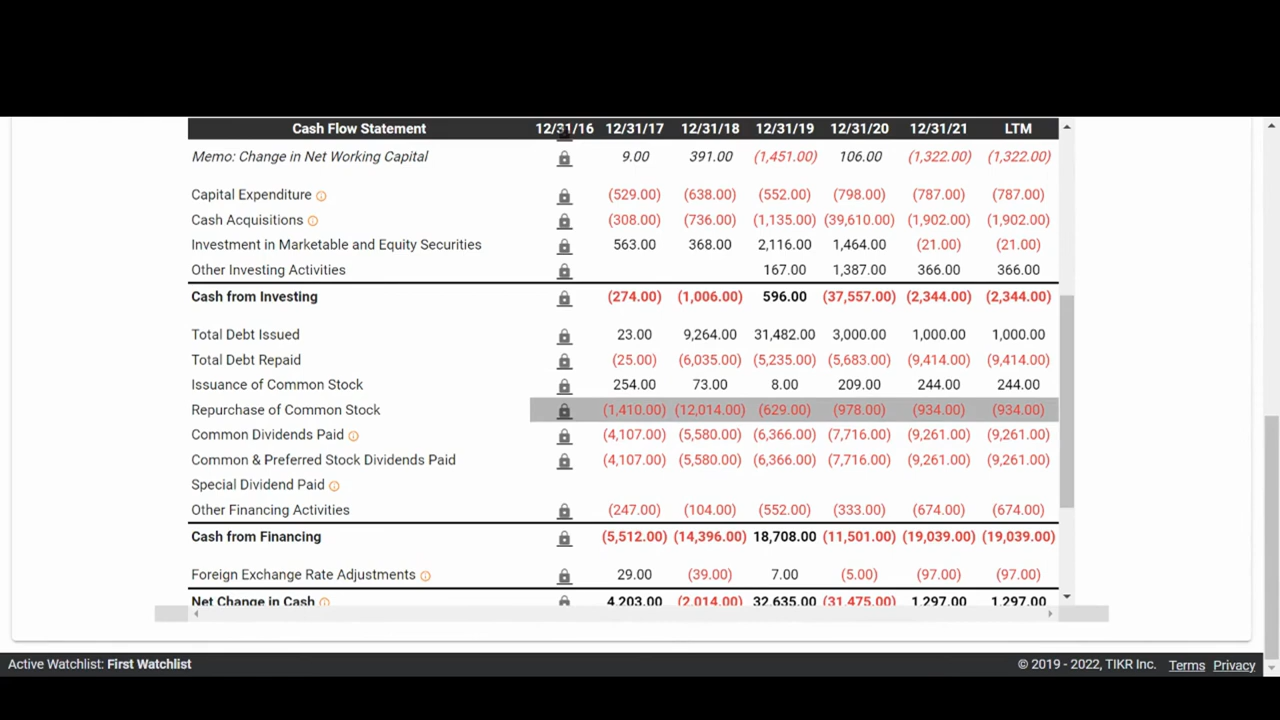 Cash Flow Statement 12/31/16 12/31/17 12/31/18 12/31/19 12/31/20 12/31/21 LTM
Memo: Change in Net Working Capital 9.00 391.00 (1,451.00) 106.00 (1,322.00) (1,322.00)
Capital Expenditure (529.00) (638.00) (552.00) (798.00) (787.00) (787.00)
Cash Acquisitions (308.00) (736.00) (1,135.00) (39,610.00) (1,902.00) (1,902.00)
Investment in Marketable and Equity Securities 563.00 368.00 2,116.00 1,464.00 (21.00) (21.00)
Other Investing Activities 167.00 1,387.00 366.00 366.00
Cash from Investing (274.00) (1,006.00) 596.00 (37,557.00) (2,344.00) (2,344.00)
Total Debt Issued 23.00 9,264.00 31,482.00 3,000.00 1,000.00 1,000.00
Total Debt Repaid (25.00) (6,035.00) (5,235.00) (5,683.00) (9,414.00) (9,414.00)
Issuance of Common Stock 254.00 73.00 8.00 209.00 244.00 244.00
Repurchase of Common Stock (1,410.00) (12,014.00) (629.00) (978.00) (934.00) (934.00)
Common Dividends Paid (4,107.00) (5,580.00) (6,366.00) (7,716.00) (9,261.00) (9,261.00)
Common & Preferred Stock Dividends Paid (4,107.00) (5,580.00) (6,366.00) (7,716.00) (9,261.00) (9,261.00)
Special Dividend Paid
Other Financing Activities (247.00) (104.00) (552.00) (333.00) (674.00) (674.00)
Cash from Financing (5,512.00) (14,396.00) 18,708.00 (11,501.00) (19,039.00) (19,039.00)
Foreign Exchange Rate Adjustments 29.00 (39.00) 7.00 (5.00) (97.00) (97.00)
Net Change in Cash 4,203.00 (2,014.00) 32,635.00 (31,475.00) 1,297.00 1,297.00
Active Watchlist: First Watchlist © 2019 - 2022, TIKR Inc. Terms Privacy